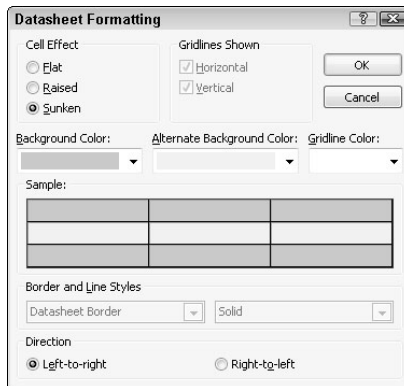 Datasheet Formatting
Cell Effect
Flat
Raised
Sunken
Gridlines Shown
Horizontal
Vertical
OK
Cancel
Background Color:
Alternate Background Color:
Gridline Color:
Sample:
Border and Line Styles
Datasheet Border
Solid
Direction
Left-to-right
Right-to-left